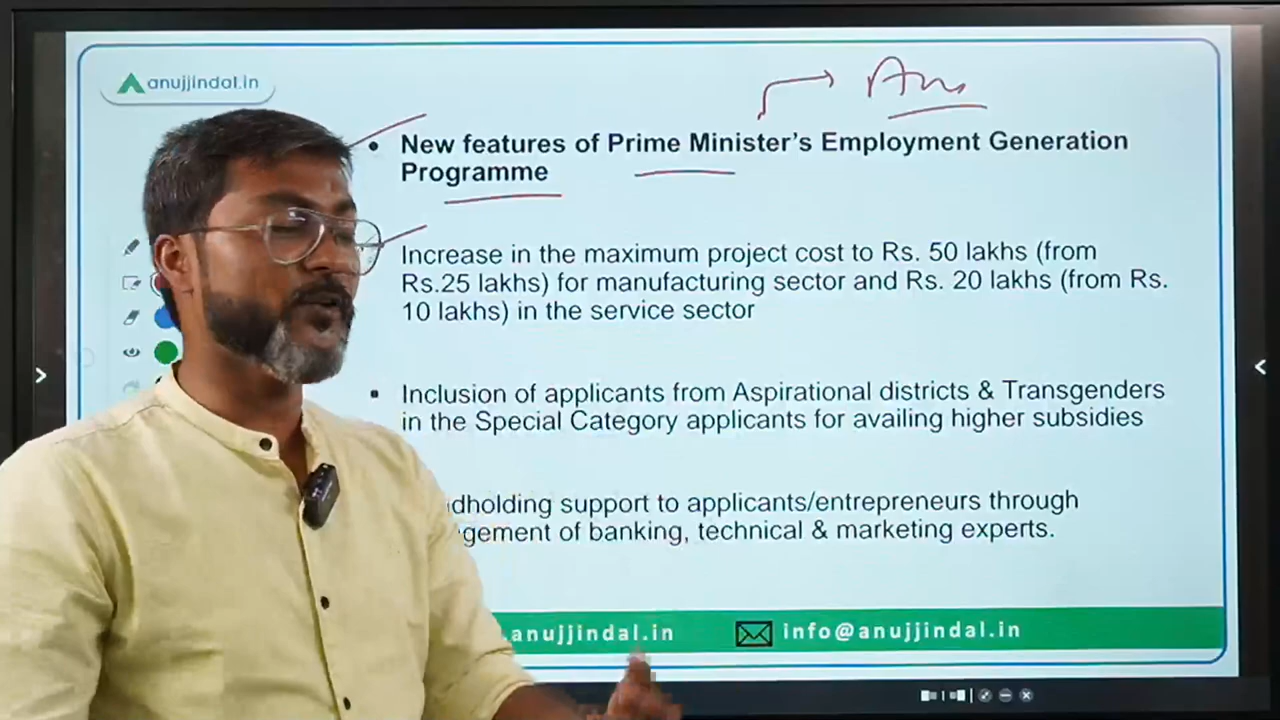 anujjindal.in
Ans
• New features of Prime Minister's Employment Generation
Programme
Increase in the maximum project cost to Rs. 50 lakhs (from
Rs.25 lakhs) for manufacturing sector and Rs. 20 lakhs (from Rs.
10 lakhs) in the service sector
▪ Inclusion of applicants from Aspirational districts & Transgenders
in the Special Category applicants for availing higher subsidies
dholding support to applicants/entrepreneurs through
gement of banking, technical & marketing experts.
.anujjindal.in
info@anujjindal.in